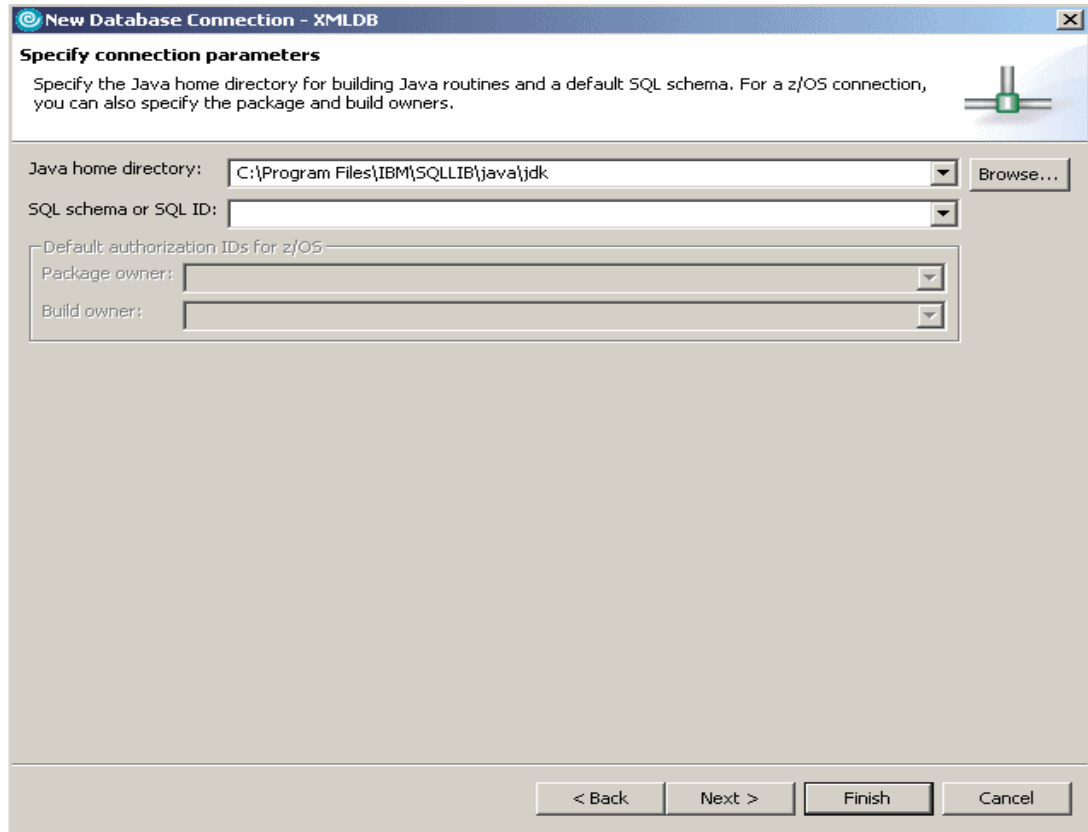 New Database Connection - XMLDB
Specify connection parameters
Specify the Java home directory for building Java routines and a default SQL schema. For a z/OS connection,
you can also specify the package and build owners.
Java home directory: C:\Program Files\IBM\SQLLIB\java\jdk Browse...
SQL schema or SQL ID:
Default authorization IDs for z/OS
Package owner:
Build owner:
< Back Next > Finish Cancel